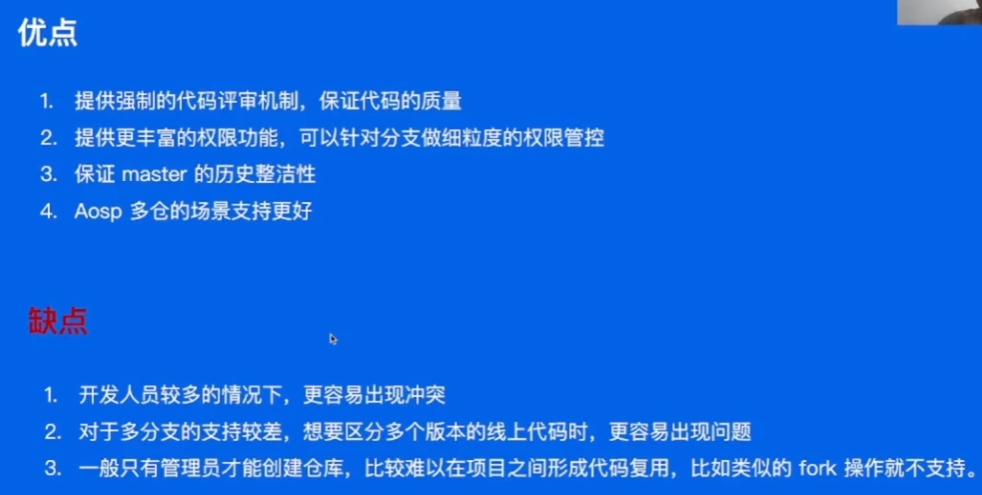 优点
1. 提供强制的代码评审机制，保证代码的质量
2. 提供更丰富的权限功能，可以针对分支做细粒度的权限管控
3. 保证 master 的历史整洁性
4. Aosp 多仓的场景支持更好
缺点
1. 开发人员较多的情况下，更容易出现冲突
2. 对于多分支的支持较差，想要区分多个版本的线上代码时，更容易出现问题
3. 一般只有管理员才能创建仓库，比较难以在项目之间形成代码复用，比如类似的 fork 操作就不支持。